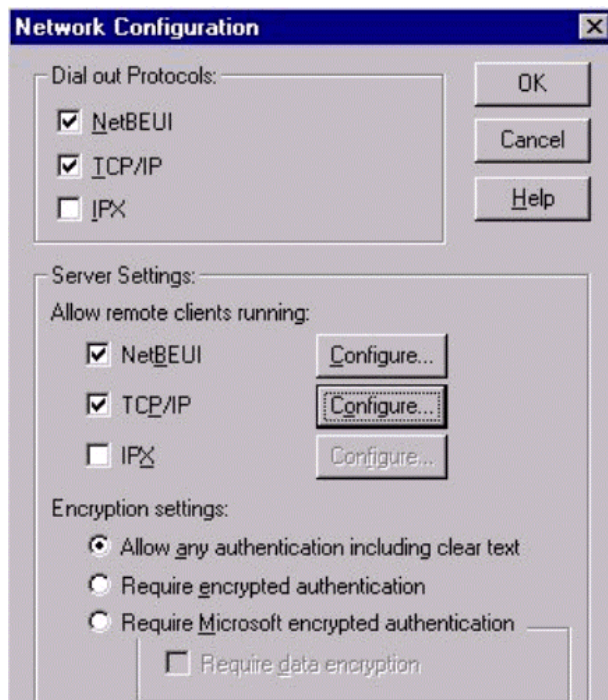 Network Configuration
Dial out Protocols:
NetBEUI
TCP/IP
IPX
OK
Cancel
Help
Server Settings:
Allow remote clients running:
NetBEUI Configure...
TCP/IP Configure...
IPX Configure...
Encryption settings:
Allow any authentication including clear text
Require encrypted authentication
Require Microsoft encrypted authentication
Require data encryption